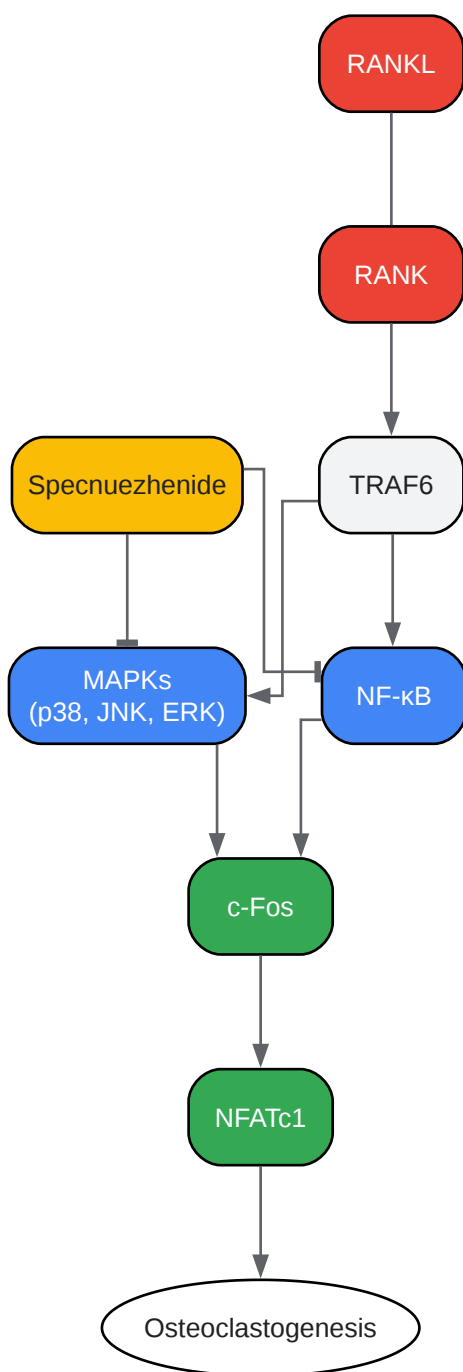 RANKL
RANK
Specnuezhenide
TRAF6
MAPKs
(p38, JNK, ERK)
NF-κB
c-Fos
NFATc1
Osteoclastogenesis